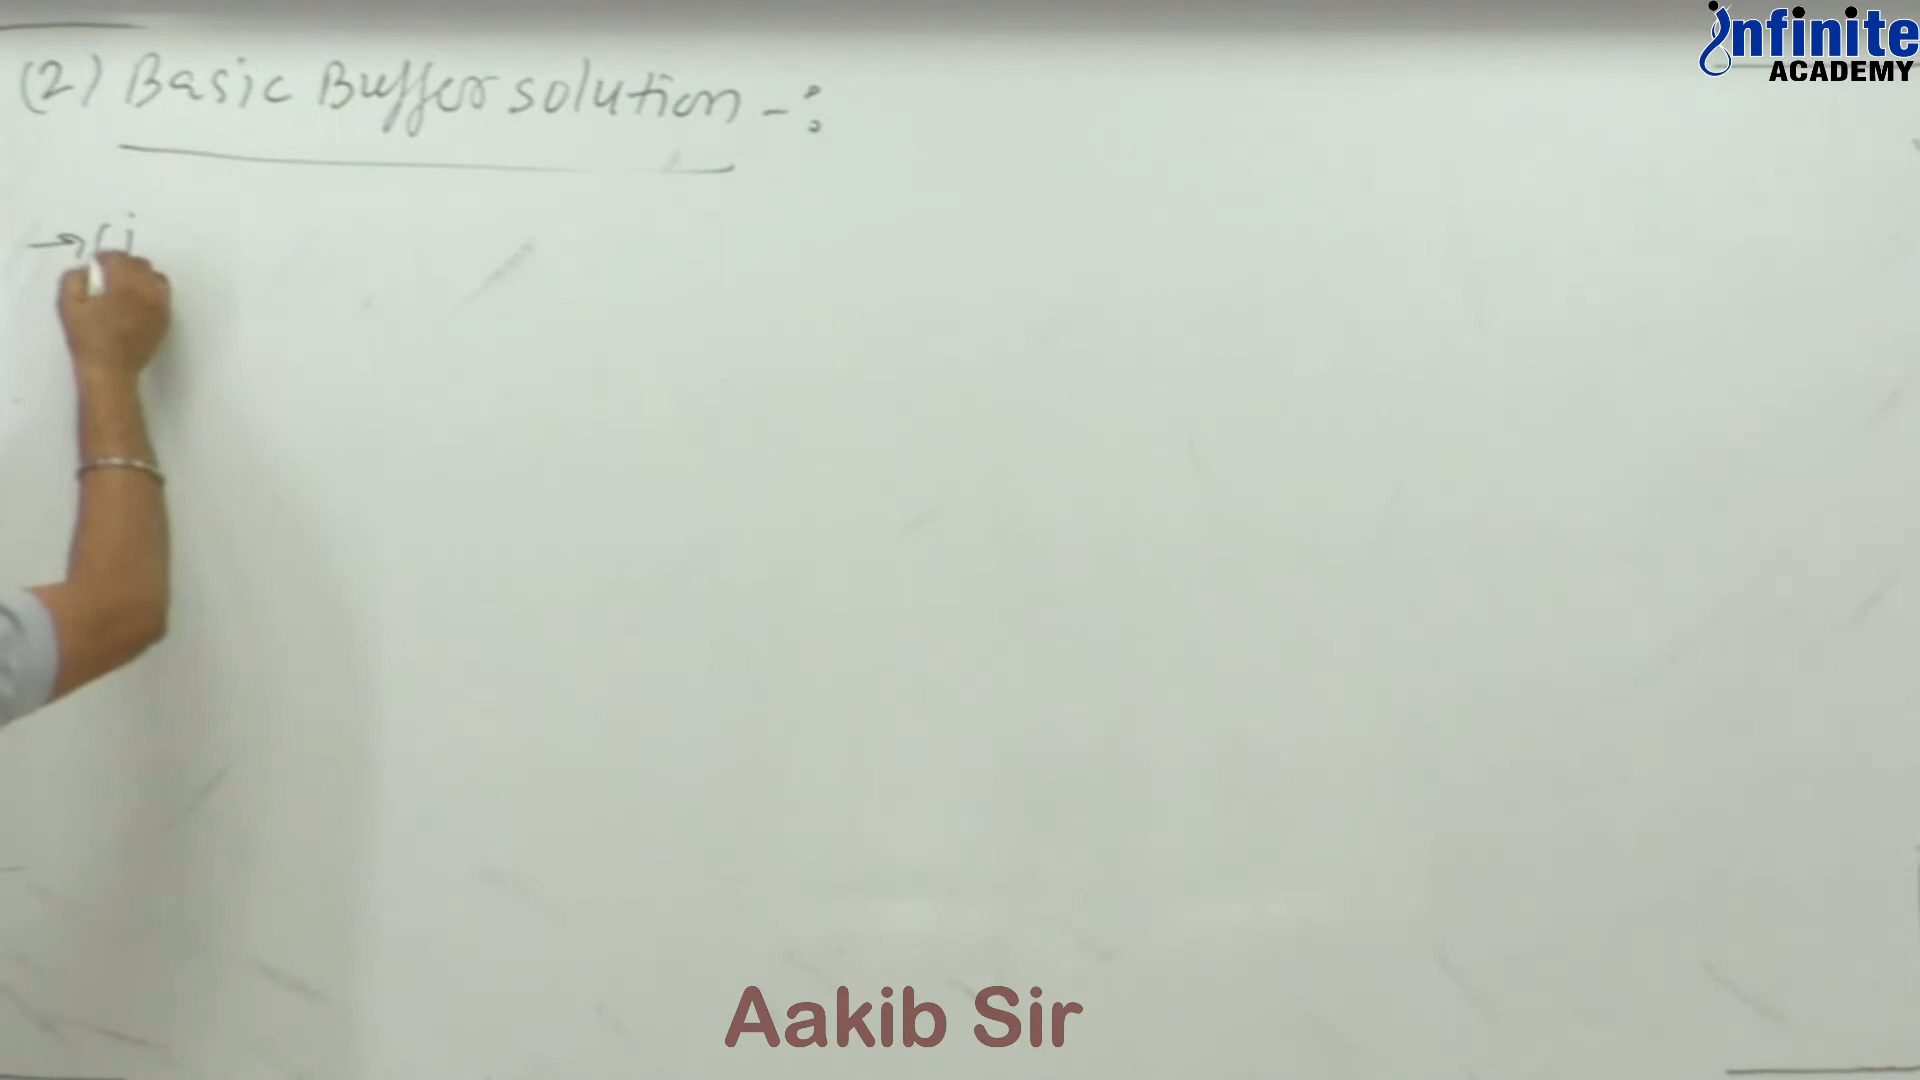 infinite
ACADEMY
(2) Basic Buffer solution -:
→ (i
Aakib Sir